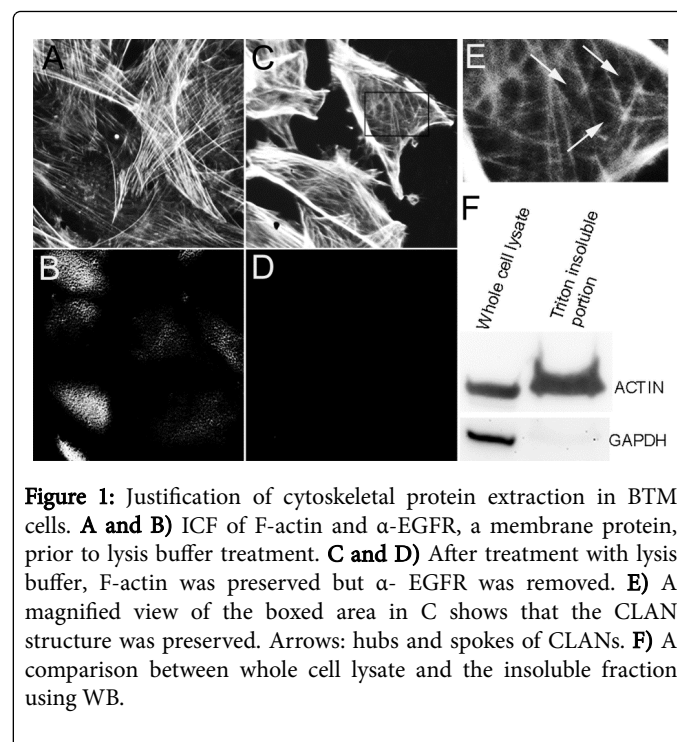 A
C
E
B
D
F
Whole cell lysate
Triton insoluble
portion
ACTIN
GAPDH
Figure 1: Justification of cytoskeletal protein extraction in BTM
cells. A and B) ICF of F-actin and α-EGFR, a membrane protein,
prior to lysis buffer treatment. C and D) After treatment with lysis
buffer, F-actin was preserved but α- EGFR was removed. E) A
magnified view of the boxed area in C shows that the CLAN
structure was preserved. Arrows: hubs and spokes of CLANs. F) A
comparison between whole cell lysate and the insoluble fraction
using WB.